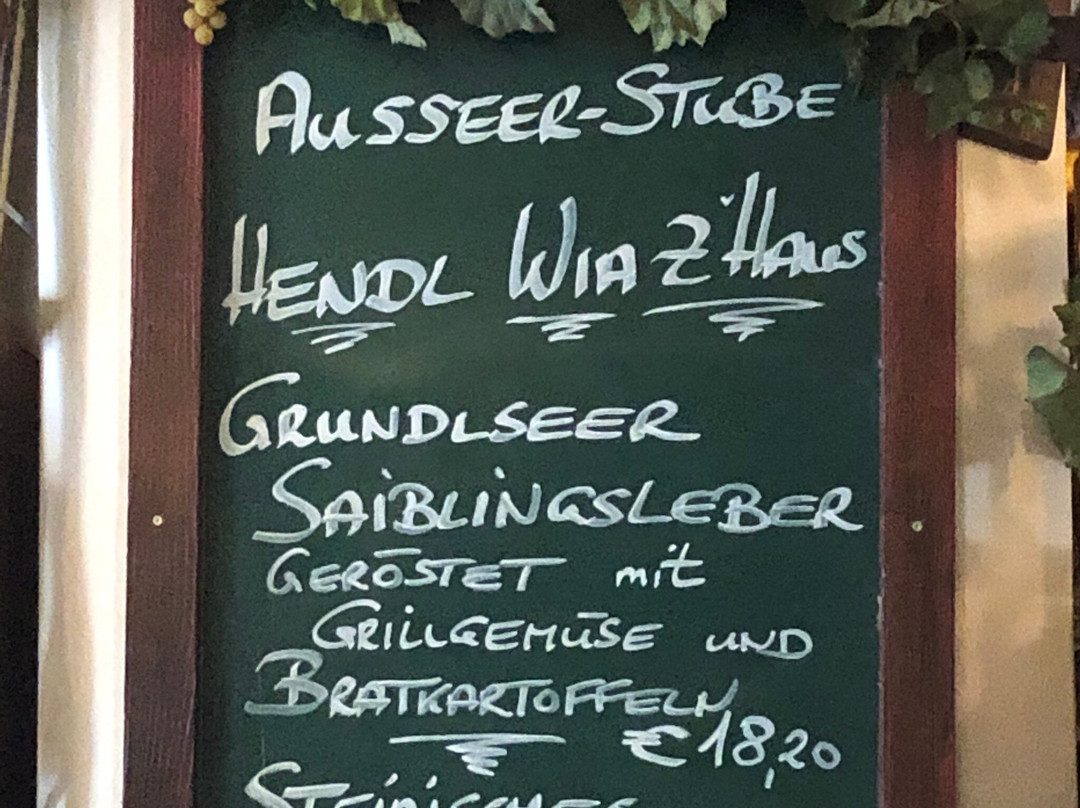 AUSSEER-STUBE
HENDL WIA Z'HAUS
GRUNDLSEER
SAIBLINGSLEBER
GERÖSTET mit
GRILLGEMÜSE UND
BRATKARTOFFELN
€ 18,20